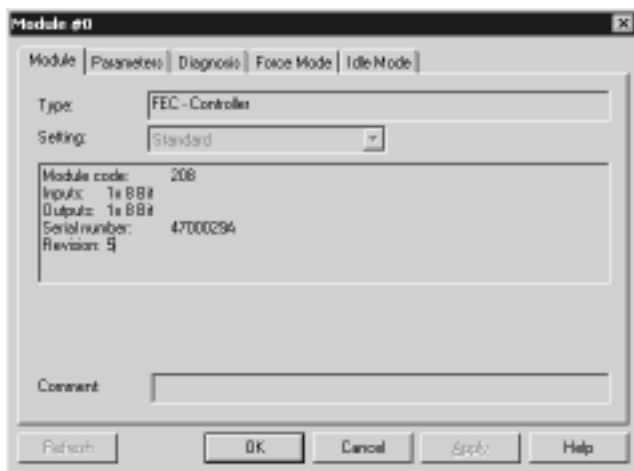 Module #0
Module Parameters Diagnosis Force Mode Idle Mode
Type: FEC - Controller
Setting: Standard
Module code: 208
Inputs: 1x 8 Bit
Outputs: 1x 8 Bit
Serial number: 4700029A
Revision: 5
Comment
Refresh OK Cancel Apply Help